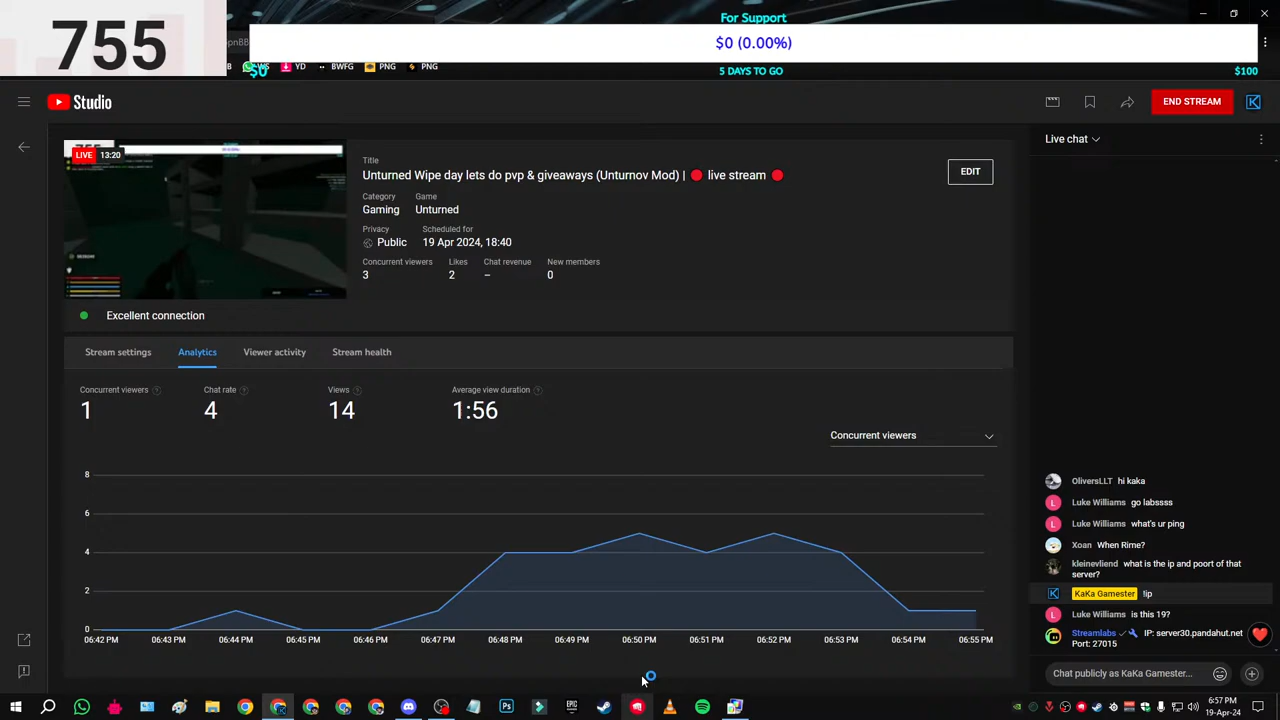 755
For Support
$0 (0.00%)
$0
5 DAYS TO GO
$100
WS
YD
BWFG
PNG
PNG
Studio
END STREAM
LIVE 13:20
Title
Unturned Wipe day lets do pvp & giveaways (Unturnov Mod) | 🔴 live stream 🔴
EDIT
Category
Gaming
Game
Unturned
Privacy
Public
Scheduled for
19 Apr 2024, 18:40
Concurrent viewers
3
Likes
2
Chat revenue
–
New members
0
Excellent connection
Stream settings
Analytics
Viewer activity
Stream health
Concurrent viewers
1
Chat rate
4
Views
14
Average view duration
1:56
Concurrent viewers
8
6
4
2
0
06:42 PM 06:43 PM 06:44 PM 06:45 PM 06:46 PM 06:47 PM 06:48 PM 06:49 PM 06:50 PM 06:51 PM 06:52 PM 06:53 PM 06:54 PM 06:55 PM
Live chat
OliversLLT hi kaka
Luke Williams go labssss
Luke Williams what's ur ping
Xoan When Rime?
kleinevliend what is the ip and poort of that
server?
KaKa Gamester !ip
Luke Williams is this 19?
Streamlabs IP: server30.pandahut.net
Port: 27015
Chat publicly as KaKa Gamester...
6:57 PM
19-Apr-24